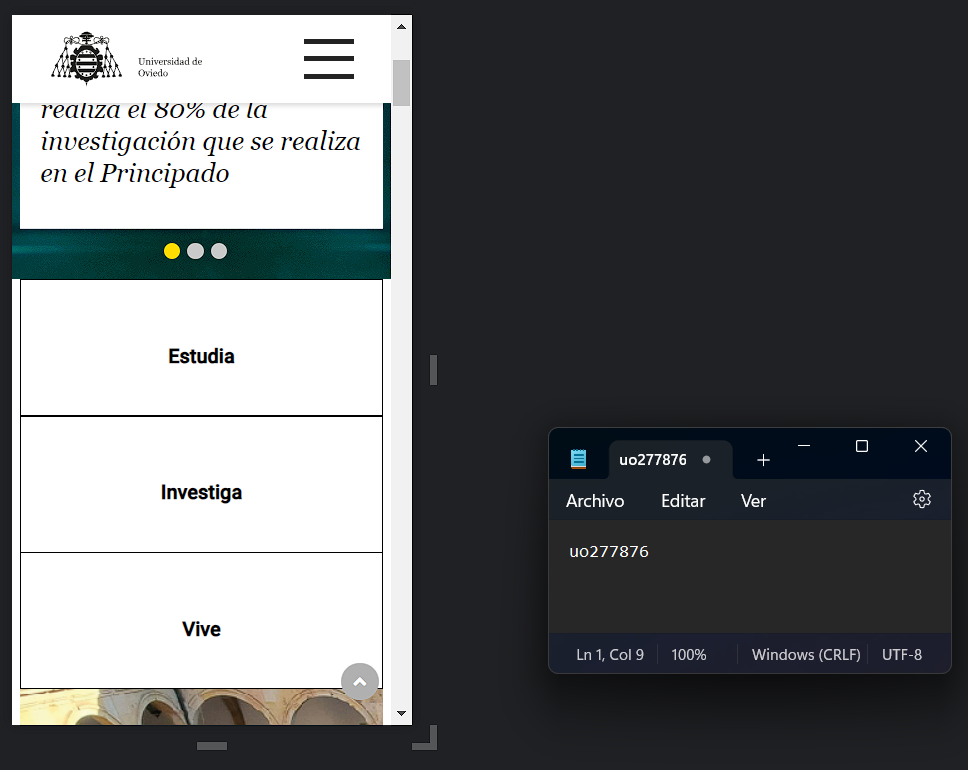 Universidad de
Oviedo
realiza el 80% de la
investigación que se realiza
en el Principado
Estudia
Investiga
Vive
uo277876
Archivo Editar Ver
uo277876
Ln 1, Col 9 100% Windows (CRLF) UTF-8